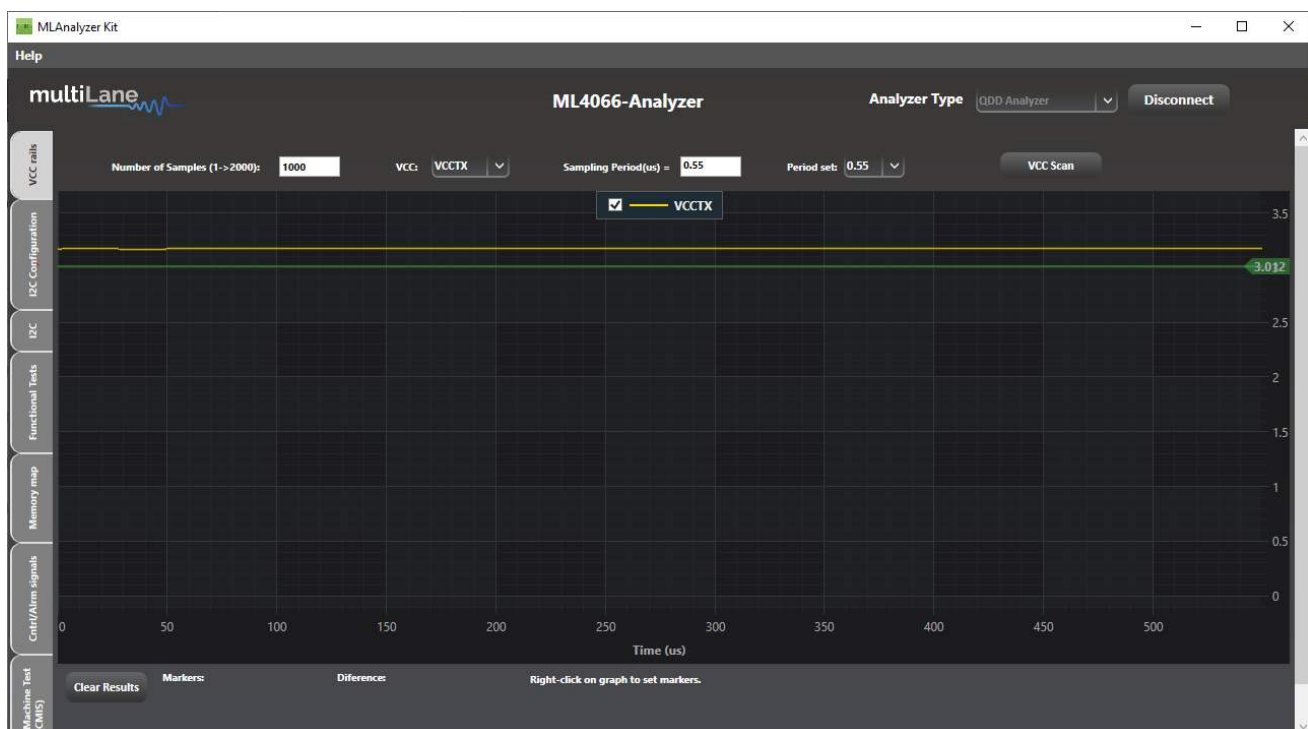 MLAnalyzer Kit
Help
multiLane
ML4066-Analyzer
Analyzer Type
QDD Analyzer
Disconnect
VCC rails
I2C Configuration
I2C
Functional Tests
Memory map
Cntrl/Alrm signals
Machine Test
(CMIS)
Number of Samples (1->2000):
1000
VCC:
VCCTX
Sampling Period(us) =
0.55
Period set:
0.55
VCC Scan
VCCTX
3.5
3.012
2.5
2
1.5
1
0.5
0
0 50 100 150 200 250 300 350 400 450 500
Time (us)
Clear Results
Markers:
Diference:
Right-click on graph to set markers.